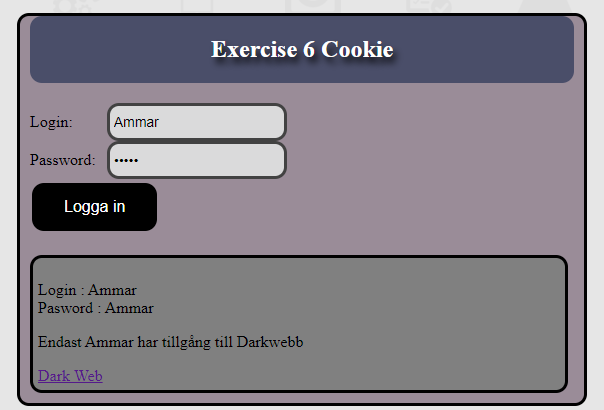 Exercise 6 Cookie
Login: Ammar
Password: •••••
Logga in
Login : Ammar
Pasword : Ammar
Endast Ammar har tillgång till Darkwebb
Dark Web